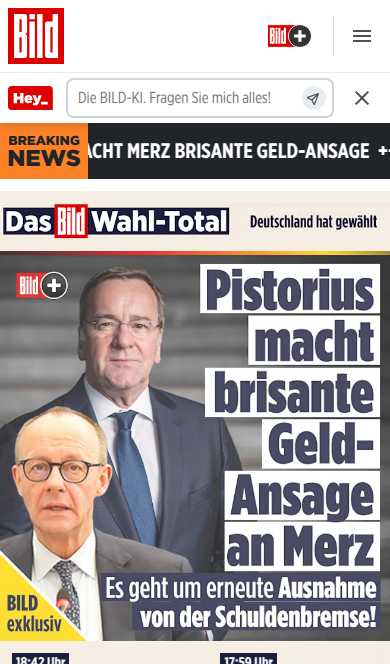 Bild
Bild+
Hey_
Die BILD-KI. Fragen Sie mich alles!
BREAKING
NEWS
ACHT MERZ BRISANTE GELD-ANSAGE +
Das Bild Wahl-Total
Deutschland hat gewählt
Bild+
Pistorius
macht
brisante
Geld-
Ansage
an Merz
Es geht um erneute Ausnahme
von der Schuldenbremse!
BILD
exklusiv
18:42 Uhr
17:59 Uhr